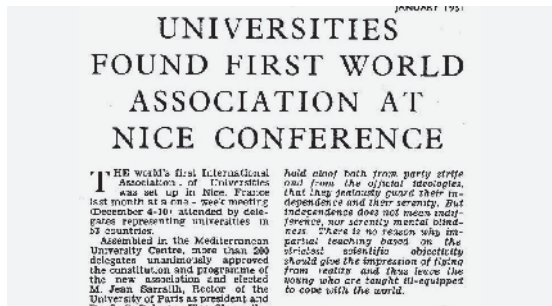 JANUARY 1951
UNIVERSITIES
FOUND FIRST WORLD
ASSOCIATION AT
NICE CONFERENCE
THE world's first International
Association of Universities
was set up in Nice, France
last month at a one-week meeting
(December 4-10) attended by dele-
gates representing universities in
57 countries.
Assembled in the Mediterranean
University Centre, more than 200
delegates unanimously approved
the constitution and programme of
the new association and elected
M. Jean Sarrailh, Rector of the
University of Paris as president and
hold aloof both from party strife
and from the official ideologies,
that they jealously guard their in-
dependence and their serenity. But
independence does not mean indif-
ference, nor serenity mental blind-
ness. There is no reason why im-
partial teaching based on the
strictest scientific objectivity
should give the impression of flying
from reality and thus leave the
young who are taught ill-equipped
to cope with the world.